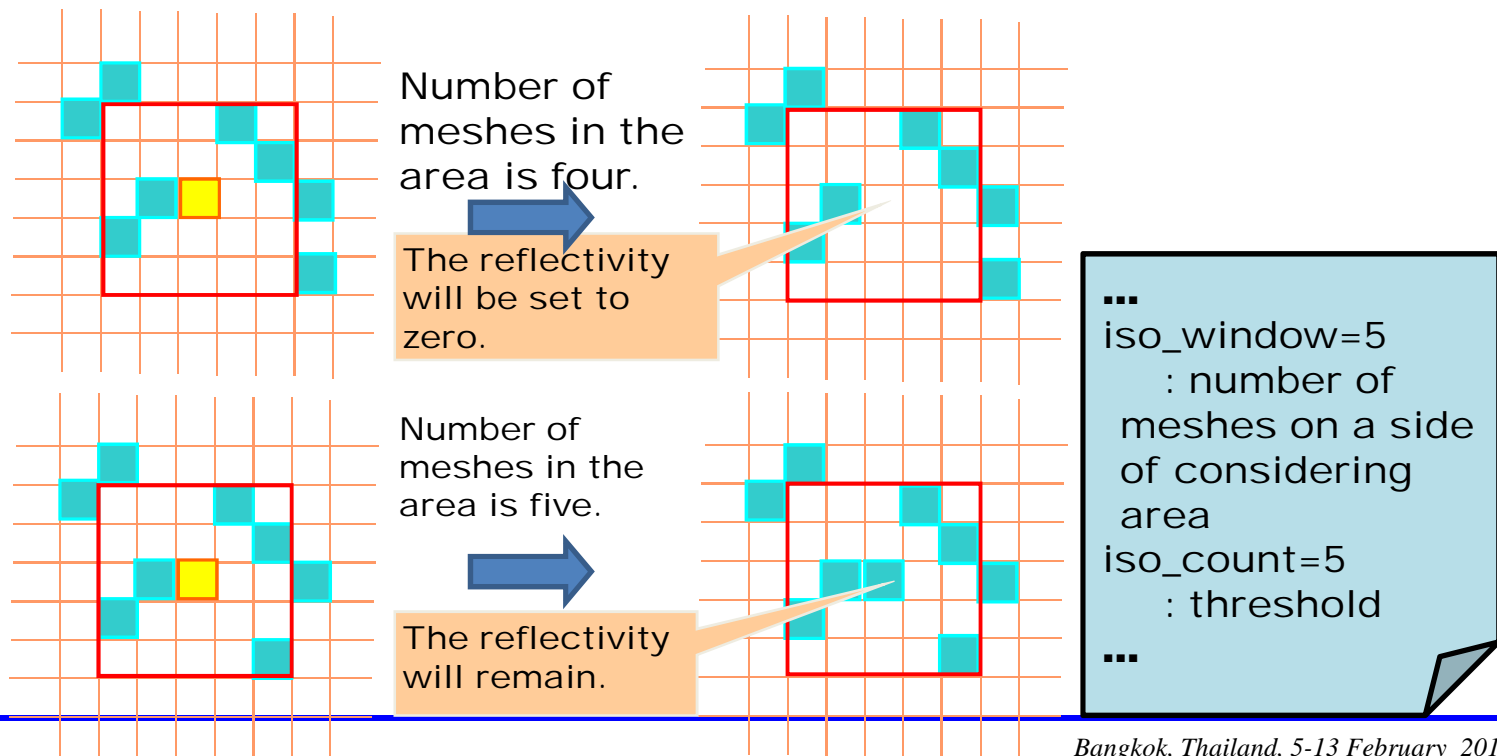 Number of
meshes in the
area is four.
The reflectivity
will be set to
zero.
Number of
meshes in the
area is five.
The reflectivity
will remain.
...
iso_window=5
: number of
meshes on a side
of considering
area
iso_count=5
: threshold
...
Bangkok, Thailand, 5-13 February 201